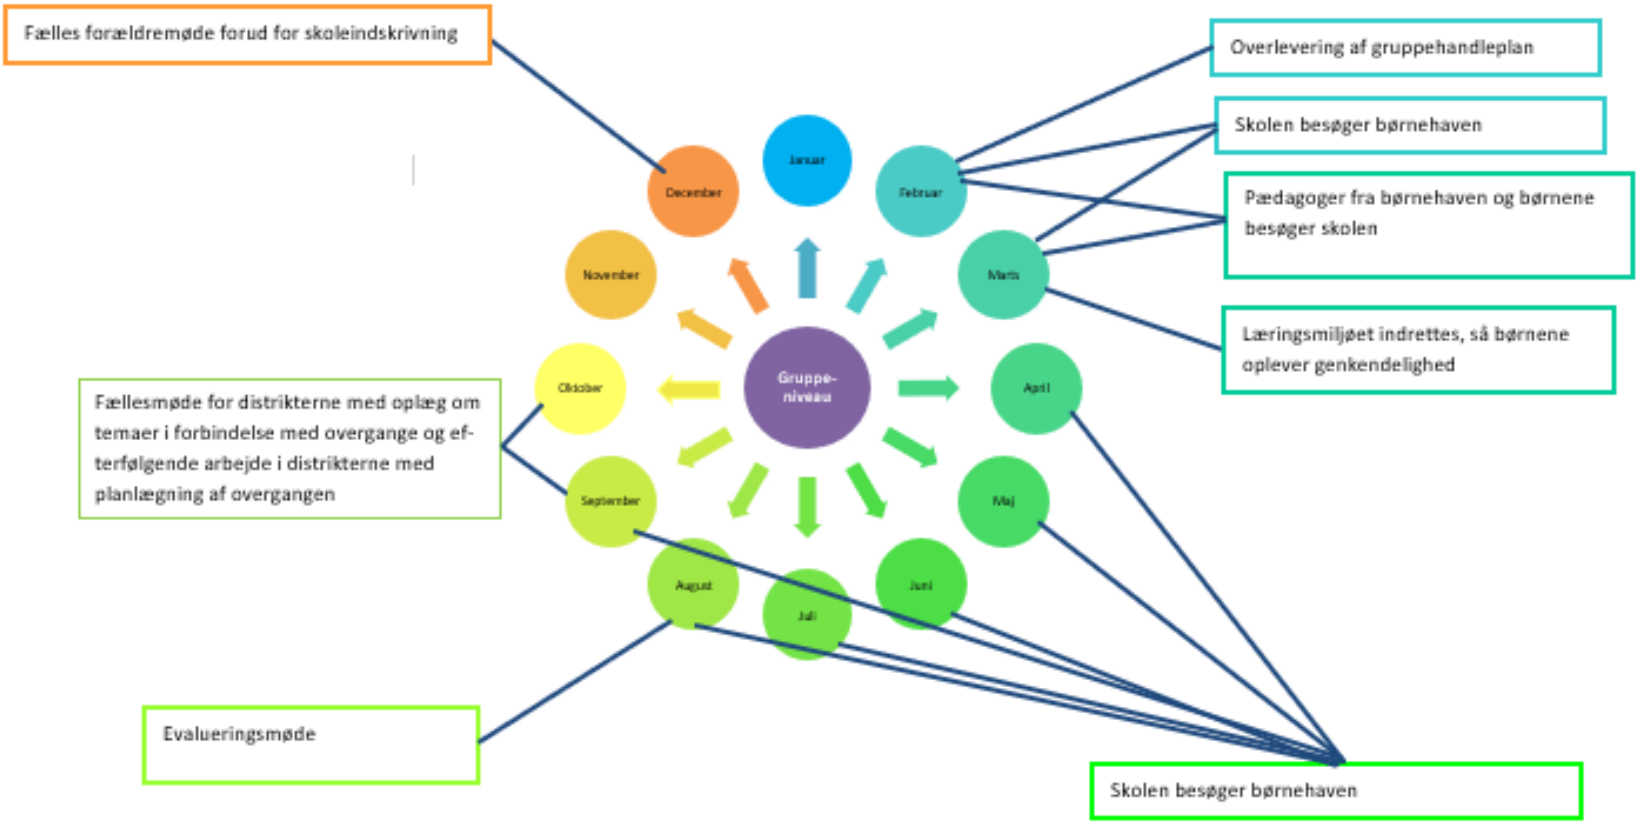 Fælles forældremøde forud for skoleindskrivning
Overlevering af gruppehandleplan
Skolen besøger børnehaven
Pædagoger fra børnehaven og børnene
besøger skolen
Læringsmiljøet indrettes, så børnene
oplever genkendelighed
Januar
Februar
Marts
April
Maj
Juni
Juli
August
September
Oktober
November
December
Gruppe-
niveau
Fællesmøde for distrikterne med oplæg om
temaer i forbindelse med overgange og ef-
terfølgende arbejde i distrikterne med
planlægning af overgangen
Evalueringsmøde
Skolen besøger børnehaven